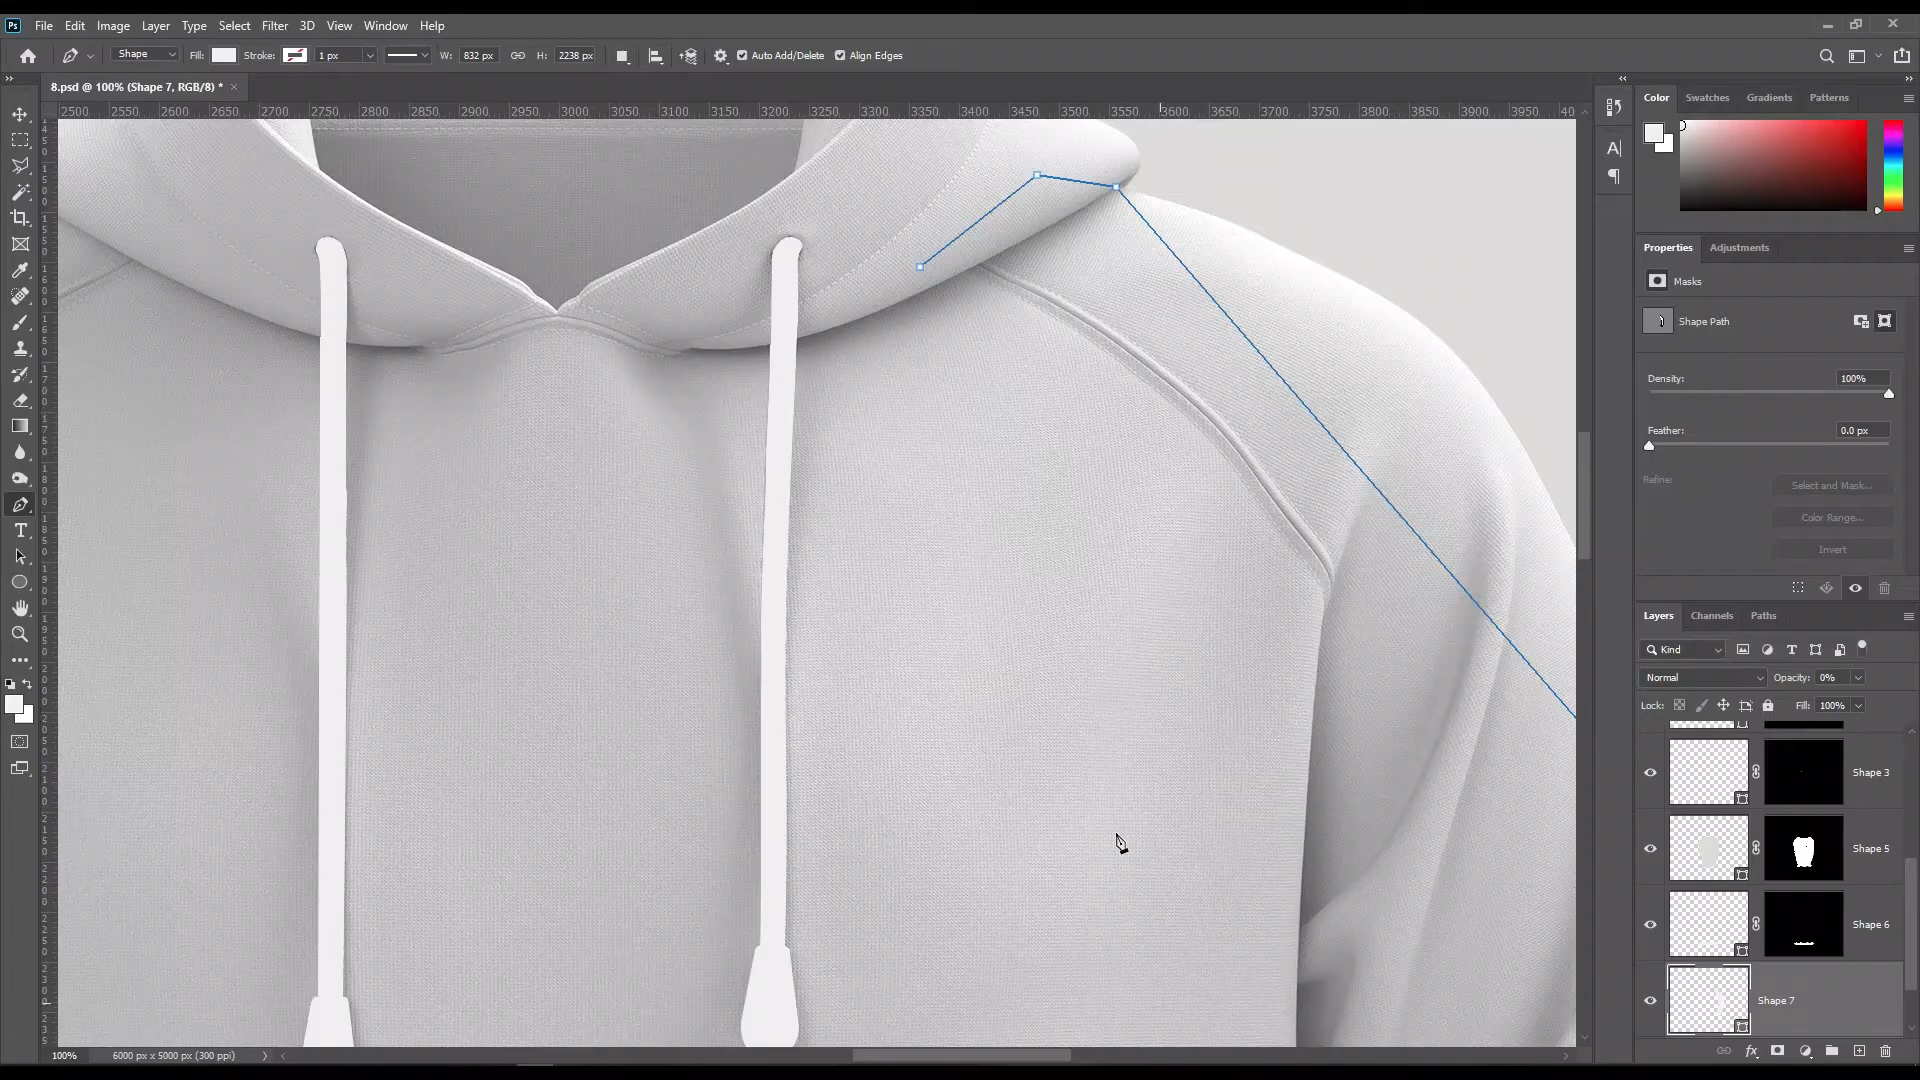 Ps File Edit Image Layer Type Select Filter 3D View Window Help
Shape Fill: Stroke: 1 px W: 832 px H: 2238 px Auto Add/Delete Align Edges
8.psd @ 100% (Shape 7, RGB/8) * ×
2500 2550 2600 2650 2700 2750 2800 2850 2900 2950 3000 3050 3100 3150 3200 3250 3300 3350 3400 3450 3500 3550 3600 3650 3700 3750 3800 3850 3900 3950 40
Color Swatches Gradients Patterns
Properties Adjustments
Masks
Shape Path
Density: 100%
Feather: 0.0 px
Refine: Select and Mask...
Color Range...
Invert
Layers Channels Paths
Kind
Normal Opacity: 0%
Lock: Fill: 100%
Shape 3
Shape 5
Shape 6
Shape 7
100% 6000 px x 5000 px (300 ppi)